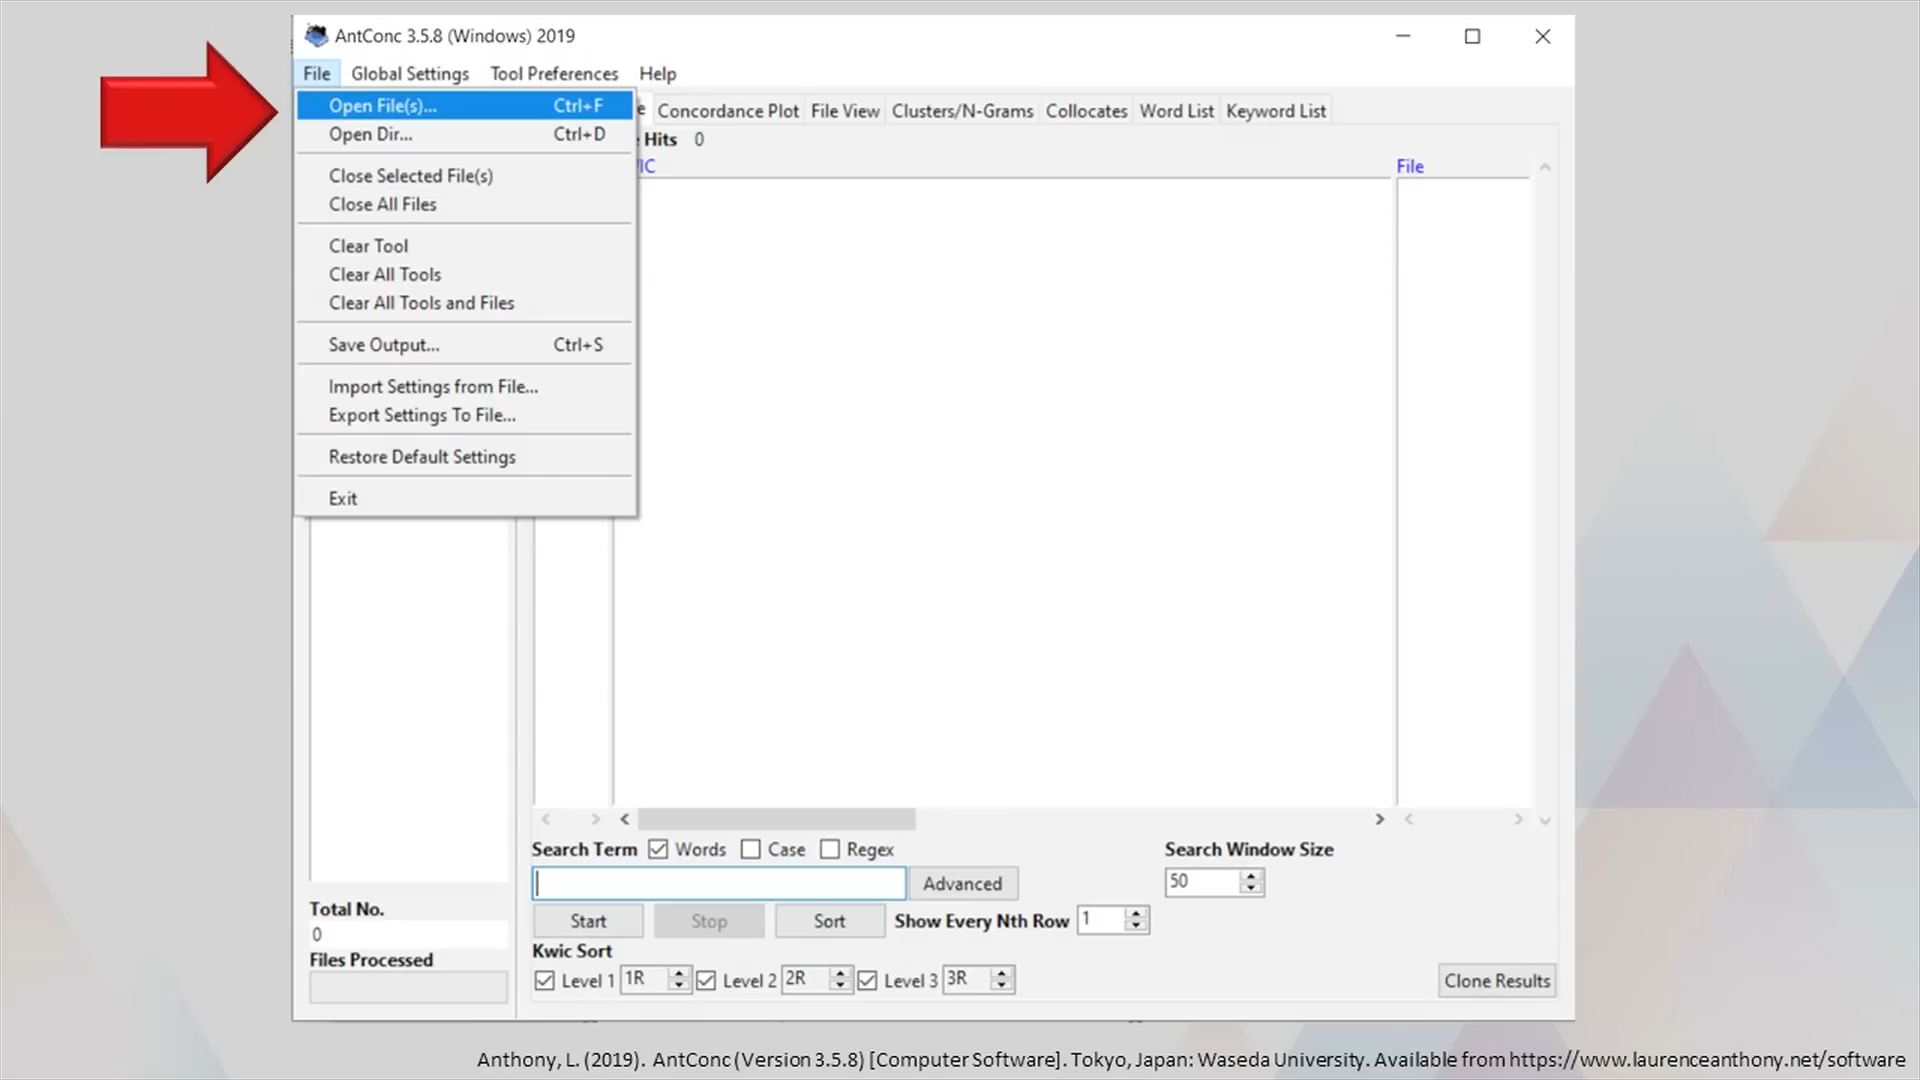 AntConc 3.5.8 (Windows) 2019
File Global Settings Tool Preferences Help
Open File(s)... Ctrl+F
Open Dir... Ctrl+D
Close Selected File(s)
Close All Files
Clear Tool
Clear All Tools
Clear All Tools and Files
Save Output... Ctrl+S
Import Settings from File...
Export Settings To File...
Restore Default Settings
Exit
Concordance Plot File View Clusters/N-Grams Collocates Word List Keyword List
Hits 0
File
Total No.
0
Files Processed
Search Term Words Case Regex Search Window Size
Advanced 50
Start Stop Sort Show Every Nth Row 1
Kwic Sort
Level 1 1R Level 2 2R Level 3 3R Clone Results
Anthony, L. (2019). AntConc (Version 3.5.8) [Computer Software]. Tokyo, Japan: Waseda University. Available from https://www.laurenceanthony.net/software